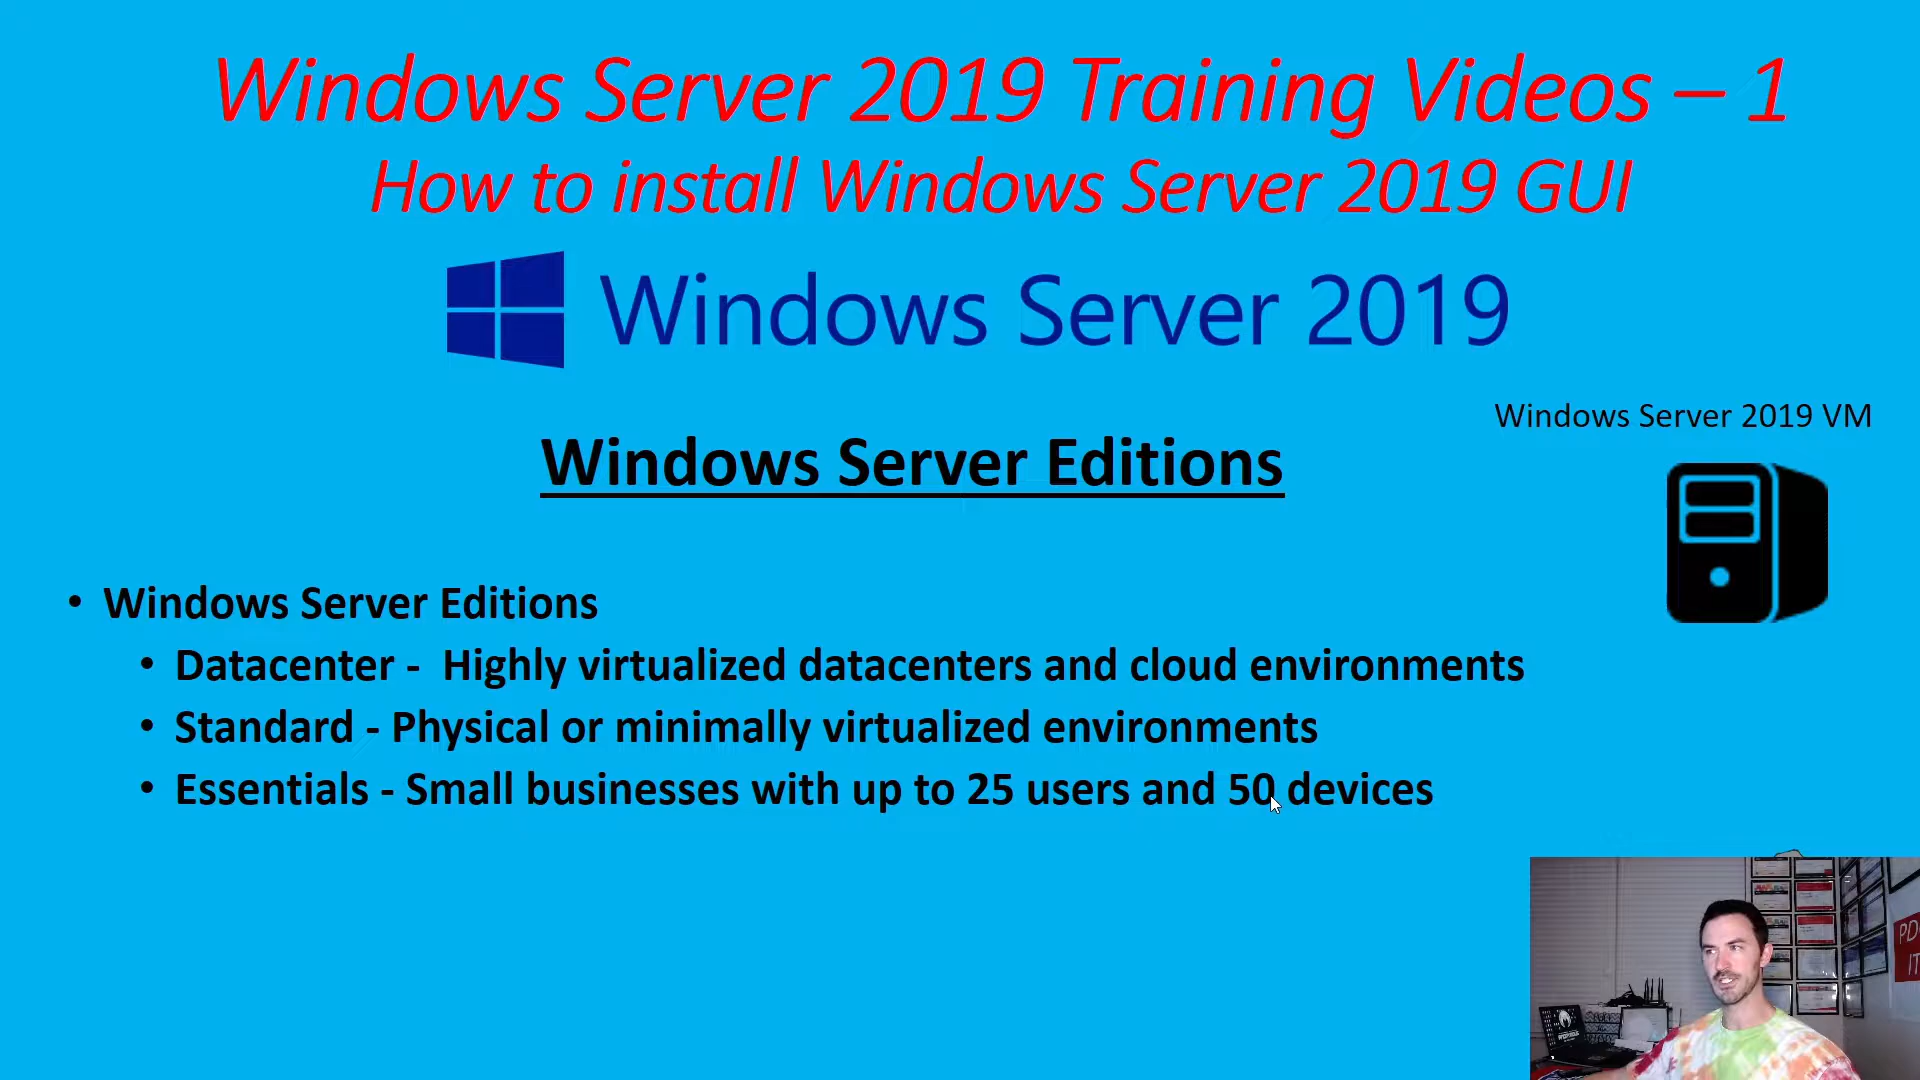 Windows Server 2019 Training Videos – 1
How to install Windows Server 2019 GUI
Windows Server 2019
Windows Server 2019 VM
Windows Server Editions
• Windows Server Editions
• Datacenter -  Highly virtualized datacenters and cloud environments
• Standard - Physical or minimally virtualized environments
• Essentials - Small businesses with up to 25 users and 50 devices
IT